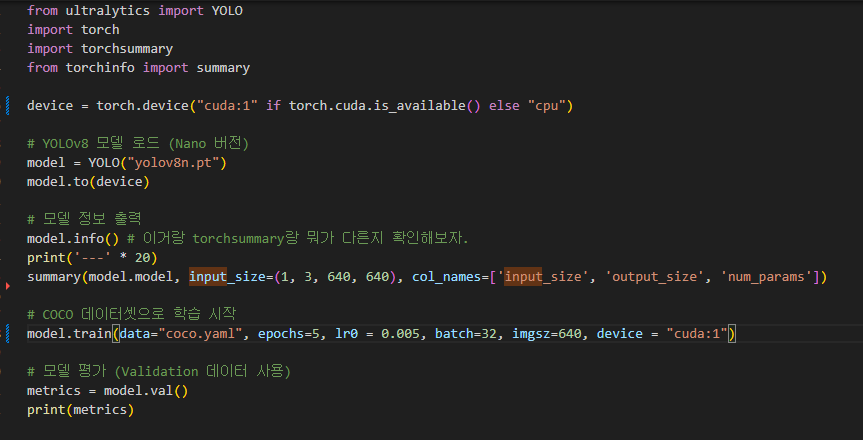 from ultralytics import YOLO
import torch
import torchsummary
from torchinfo import summary
device = torch.device("cuda:1" if torch.cuda.is_available() else "cpu")
# YOLOv8 모델 로드 (Nano 버전)
model = YOLO("yolov8n.pt")
model.to(device)
# 모델 정보 출력
model.info() # 이거랑 torchsummary랑 뭐가 다른지 확인해보자.
print('---' * 20)
summary(model.model, input_size=(1, 3, 640, 640), col_names=['input_size', 'output_size', 'num_params'])
# COCO 데이터셋으로 학습 시작
model.train(data="coco.yaml", epochs=5, lr0 = 0.005, batch=32, imgsz=640, device = "cuda:1")
# 모델 평가 (Validation 데이터 사용)
metrics = model.val()
print(metrics)